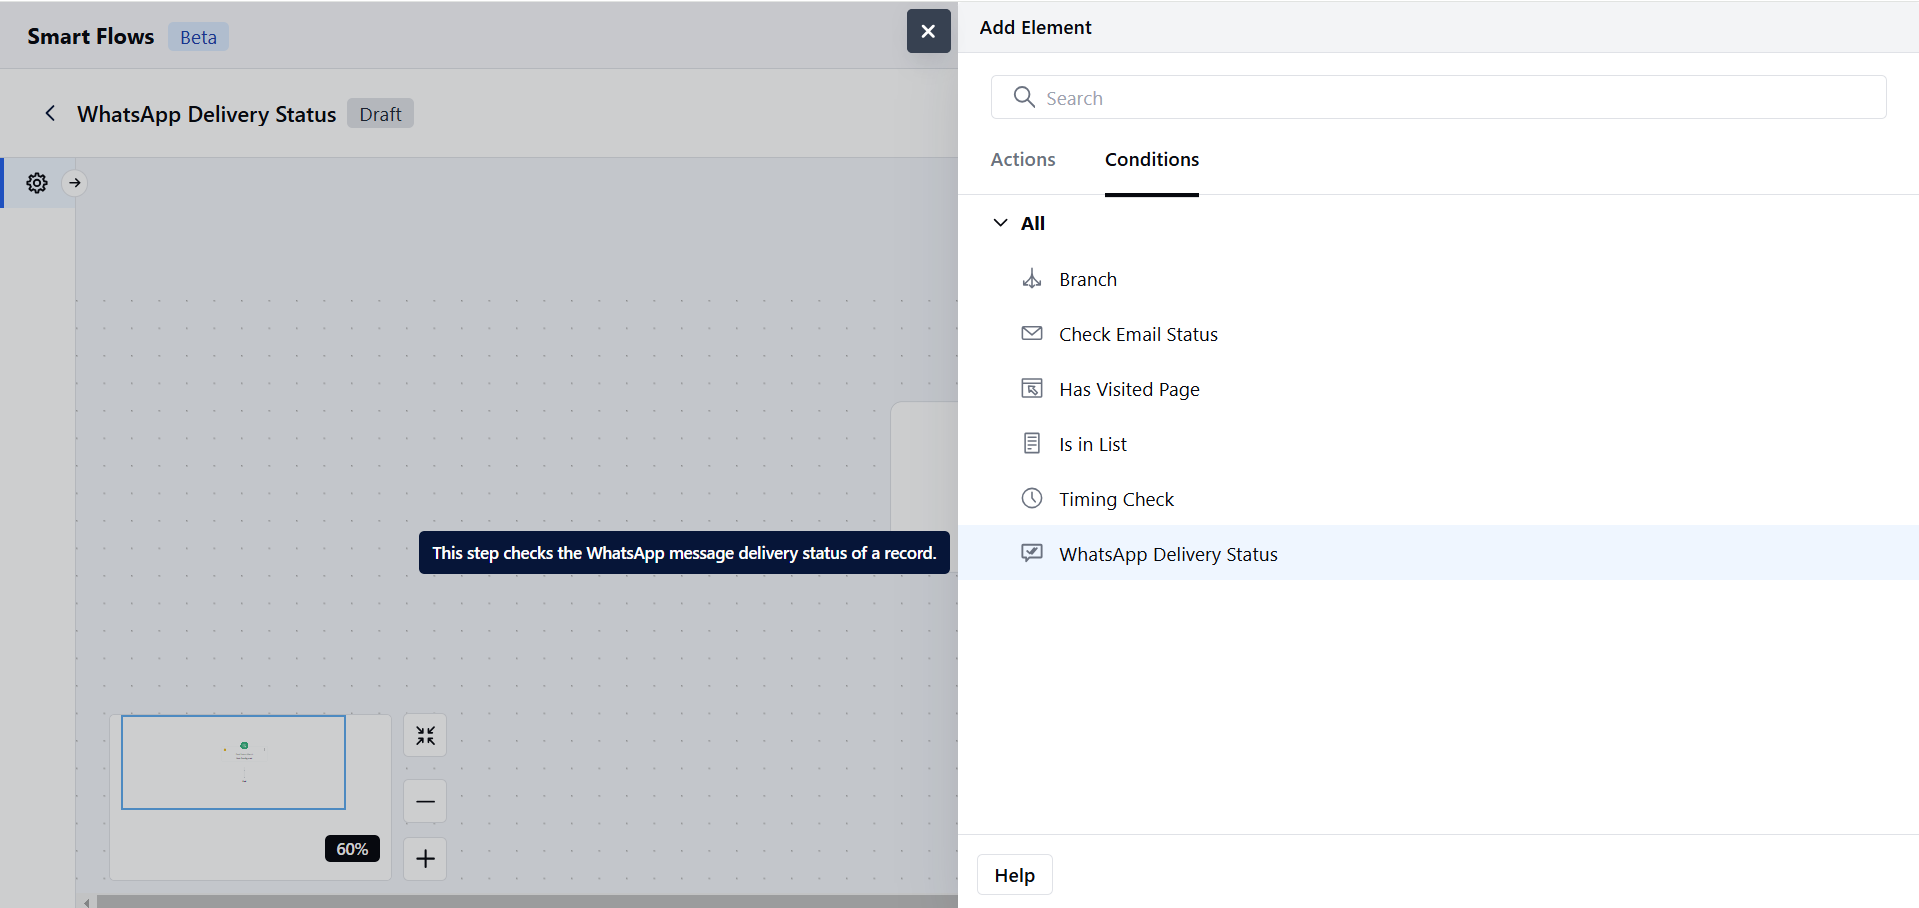 Smart Flows Beta
WhatsApp Delivery Status Draft
This step checks the WhatsApp message delivery status of a record.
60%
Add Element
Search
Actions Conditions
All
Branch
Check Email Status
Has Visited Page
Is in List
Timing Check
WhatsApp Delivery Status
Help